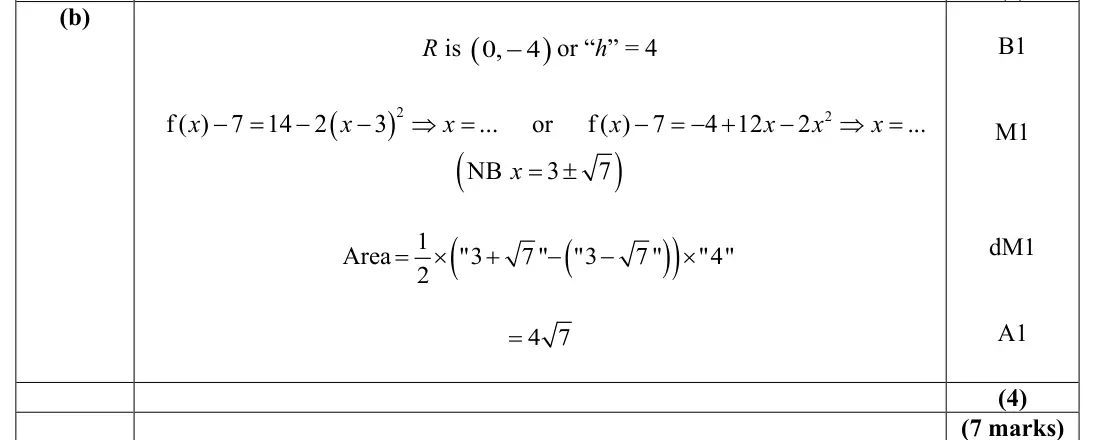 (b)
R is (0, – 4) or “h” = 4 B1
f(x) – 7 = 14 – 2(x – 3)² ⇒ x = ... or f(x) – 7 = –4 + 12x – 2x² ⇒ x = ... M1
(NB x = 3 ± √7)
Area = 1/2 × ("3 + √7" – ("3 – √7")) × "4" dM1
= 4√7 A1
(4)
(7 marks)